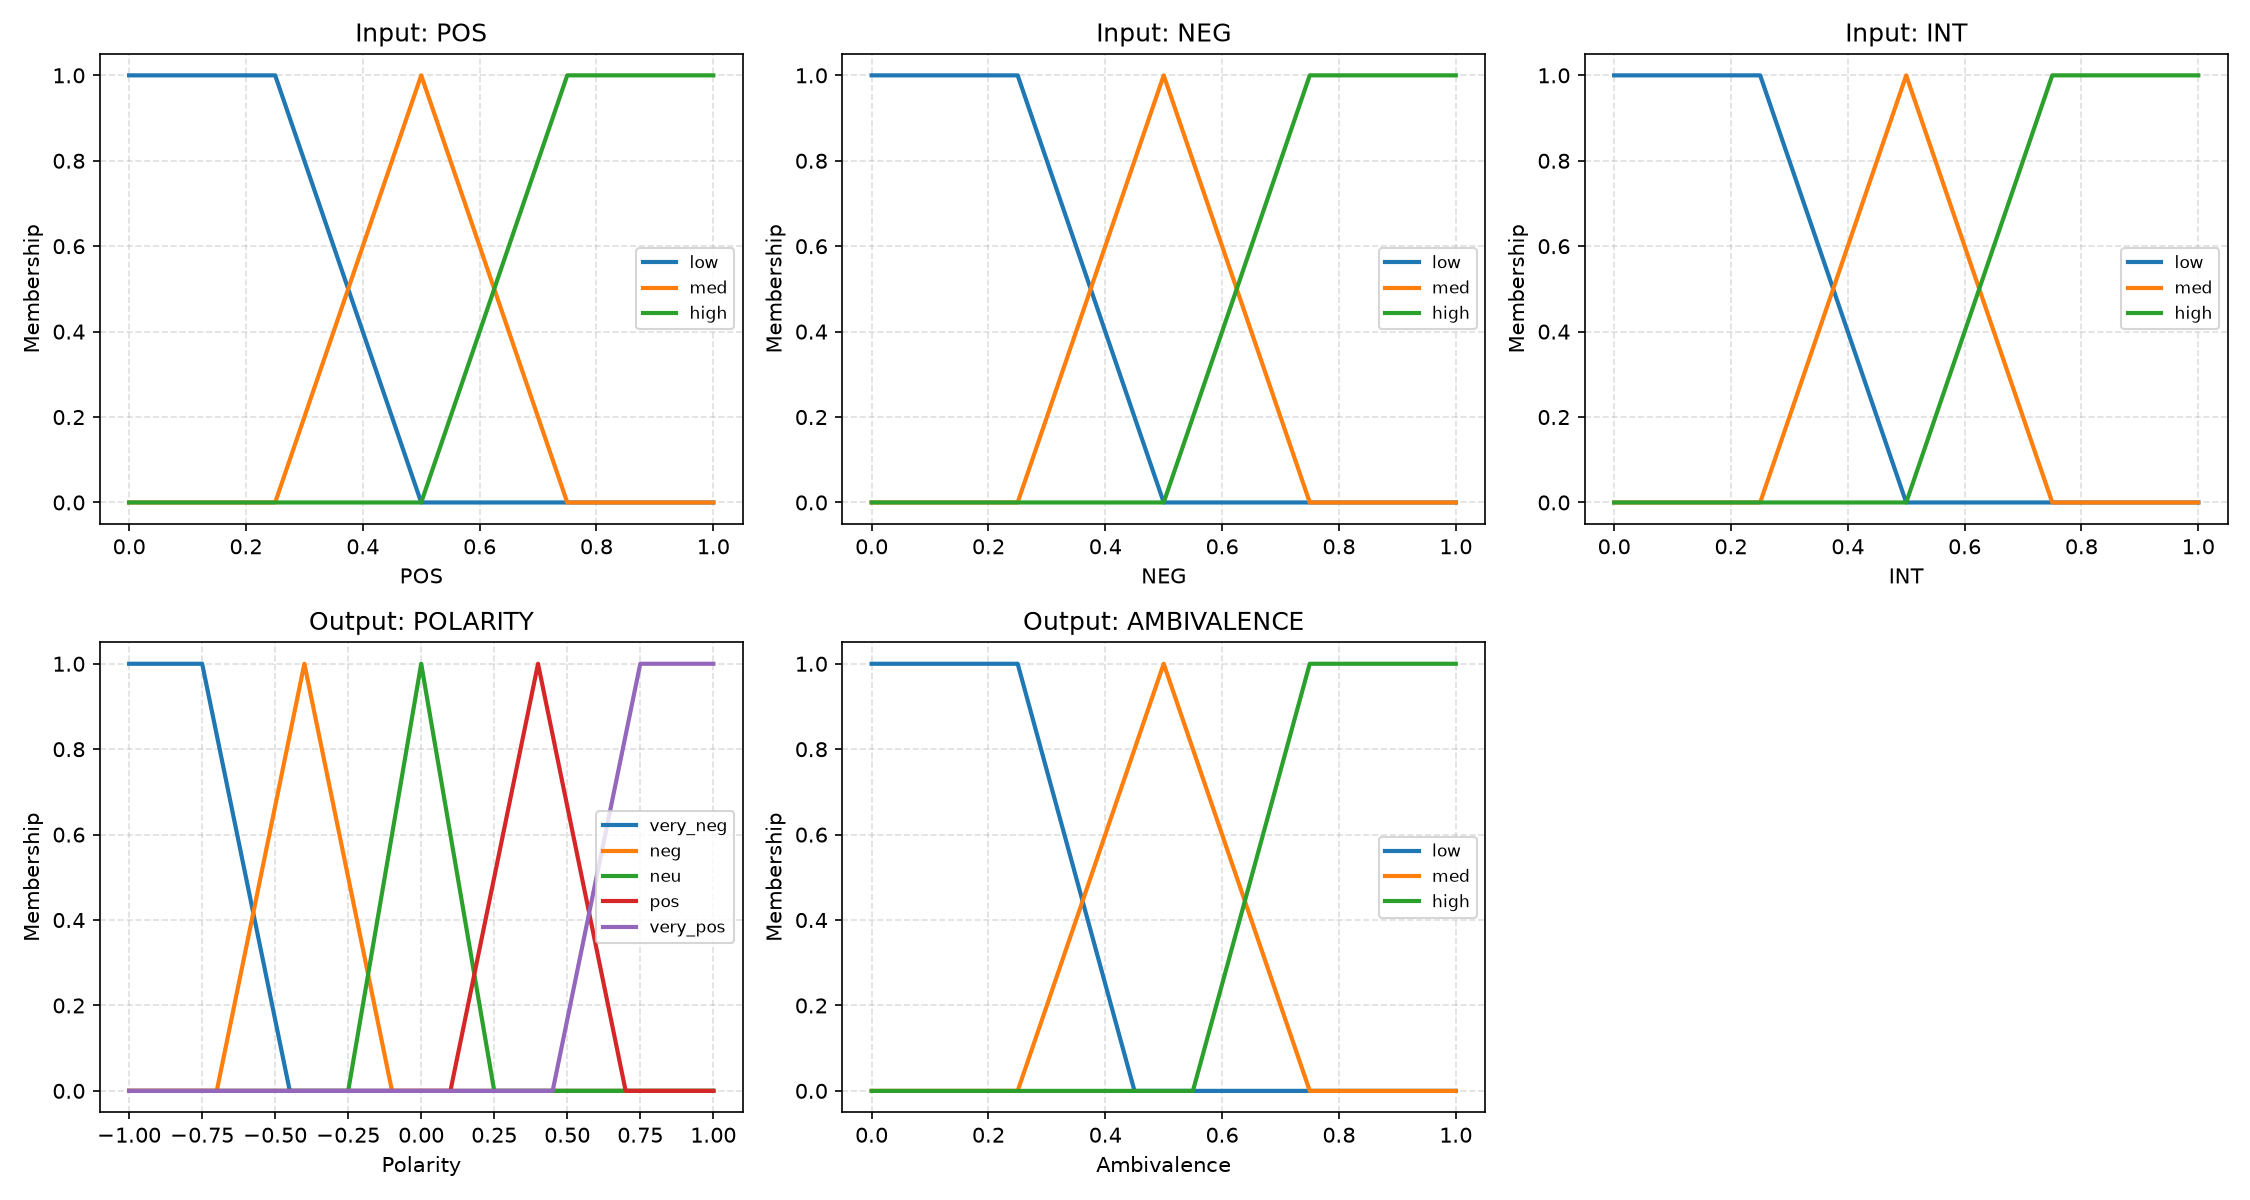 Input: POS
1.0
0.8
0.6
0.4
0.2
0.0
Membership
low
med
high
0.0 0.2 0.4 0.6 0.8 1.0
POS
Input: NEG
1.0
0.8
0.6
0.4
0.2
0.0
Membership
low
med
high
0.0 0.2 0.4 0.6 0.8 1.0
NEG
Input: INT
1.0
0.8
0.6
0.4
0.2
0.0
Membership
low
med
high
0.0 0.2 0.4 0.6 0.8 1.0
INT
Output: POLARITY
1.0
0.8
0.6
0.4
0.2
0.0
Membership
very_neg
neg
neu
pos
very_pos
−1.00 −0.75 −0.50 −0.25 0.00 0.25 0.50 0.75 1.00
Polarity
Output: AMBIVALENCE
1.0
0.8
0.6
0.4
0.2
0.0
Membership
low
med
high
0.0 0.2 0.4 0.6 0.8 1.0
Ambivalence